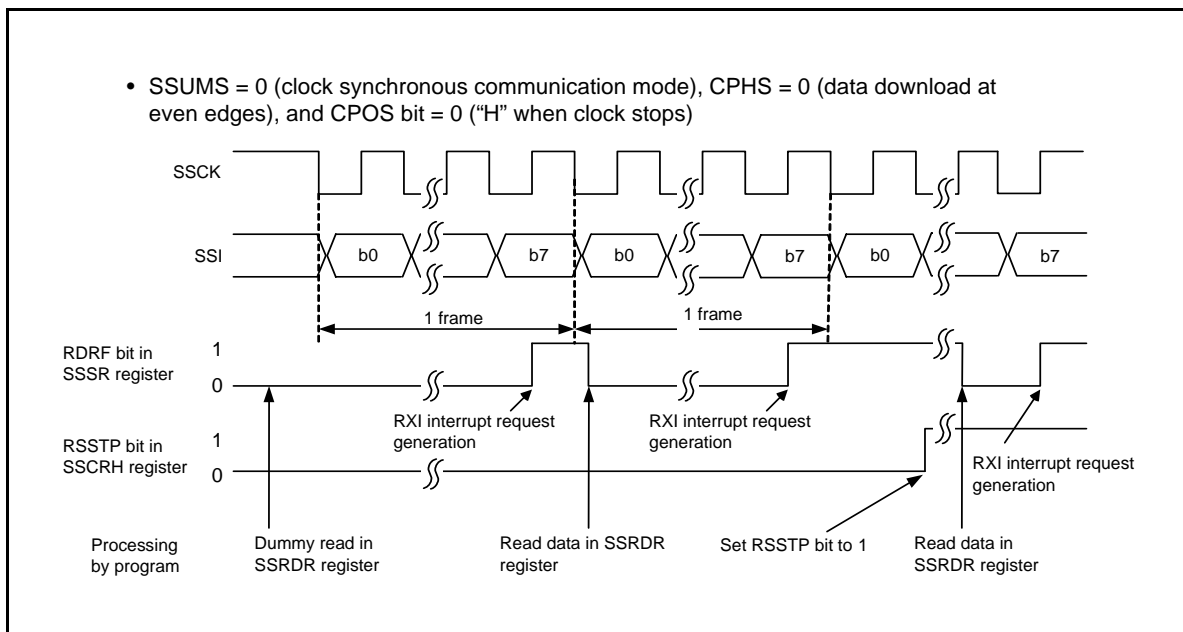 • SSUMS = 0 (clock synchronous communication mode), CPHS = 0 (data download at
even edges), and CPOS bit = 0 (“H” when clock stops)
SSCK
SSI
b0
b7
b0
b7
b0
b7
1 frame
1 frame
RDRF bit in
SSSR register
1
0
RXI interrupt request
generation
RXI interrupt request
generation
RSSTP bit in
SSCRH register
1
0
RXI interrupt request
generation
Processing
by program
Dummy read in
SSRDR register
Read data in SSRDR
register
Set RSSTP bit to 1
Read data in
SSRDR register